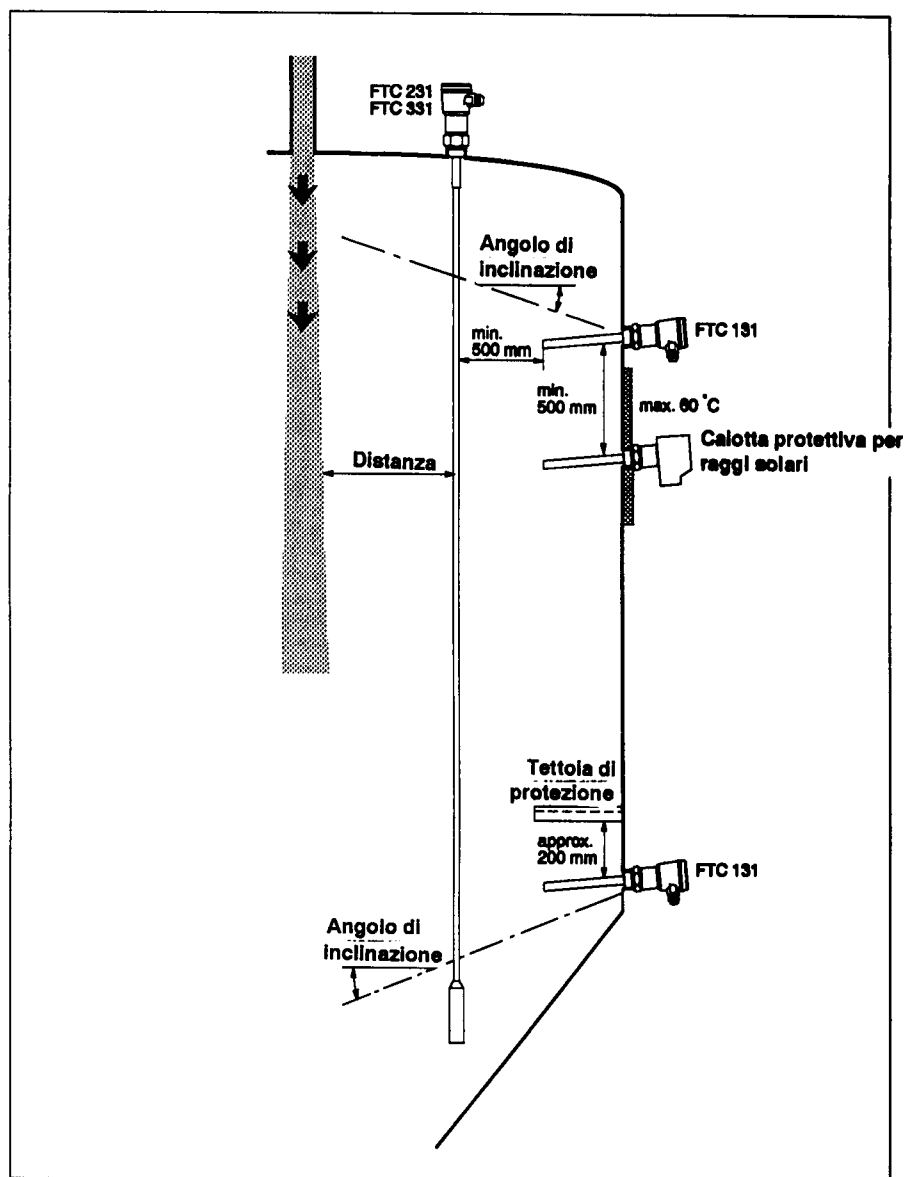 FTC 231
FTC 331
Angolo di
inclinazione
min.
500 mm
FTC 131
min.
500 mm
max. 60 °C
Calotta protettiva per
raggi solari
Distanza
Tettoia di
protezione
approx.
200 mm
FTC 131
Angolo di
inclinazione